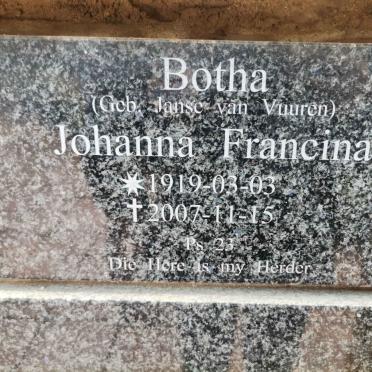 Botha
(Geb. Janse van Vuuren)
Johanna Francina
1919-03-03
2007-11-15
Ps 23
Die Here is my Herder